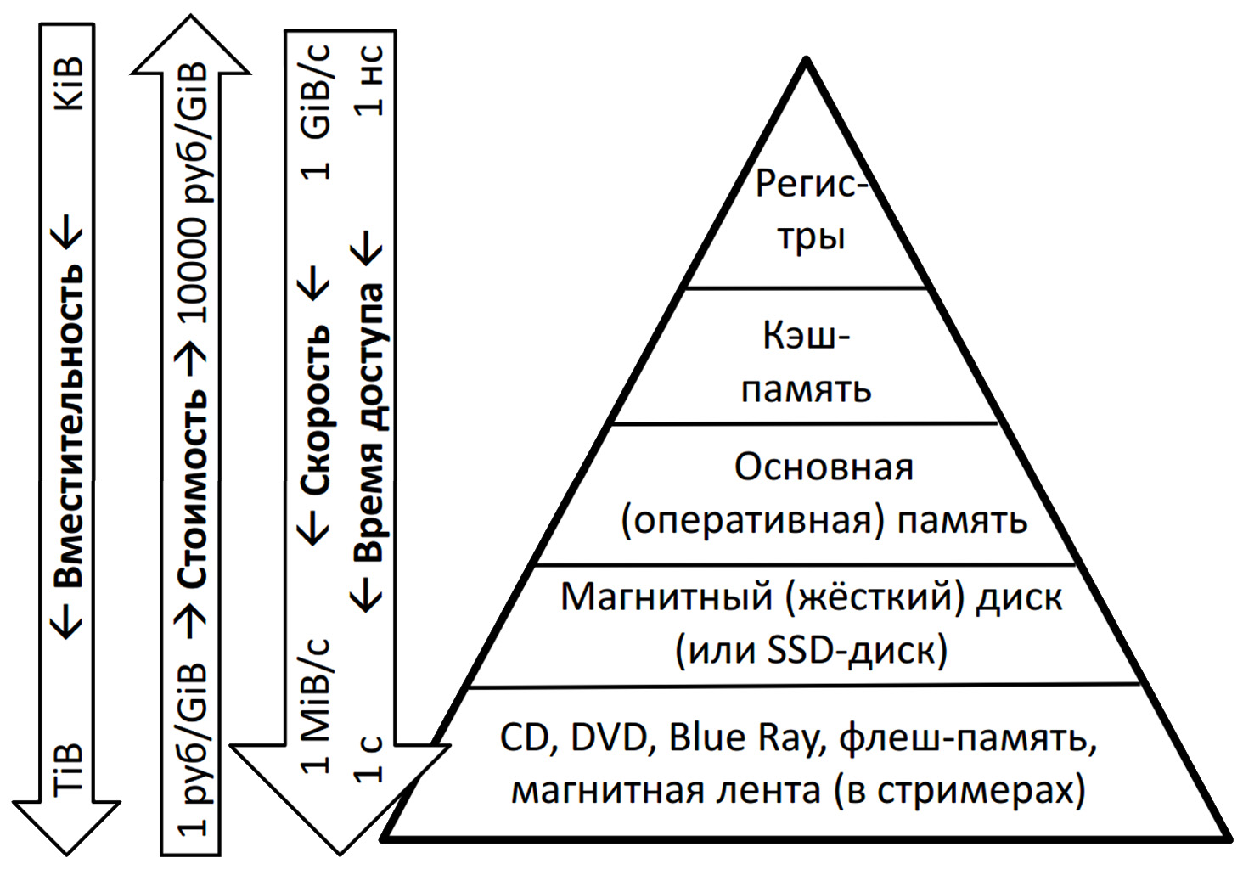 KiB ← Вместительность ← TiB
1 руб/GiB → Стоимость → 10000 руб/GiB
1 GiB/с ← Скорость ← 1 MiB/с
1 нс ← Время доступа ← 1 с
Регис-
тры
Кэш-
память
Основная
(оперативная) память
Магнитный (жёсткий) диск
(или SSD-диск)
CD, DVD, Blue Ray, флеш-память,
магнитная лента (в стримерах)